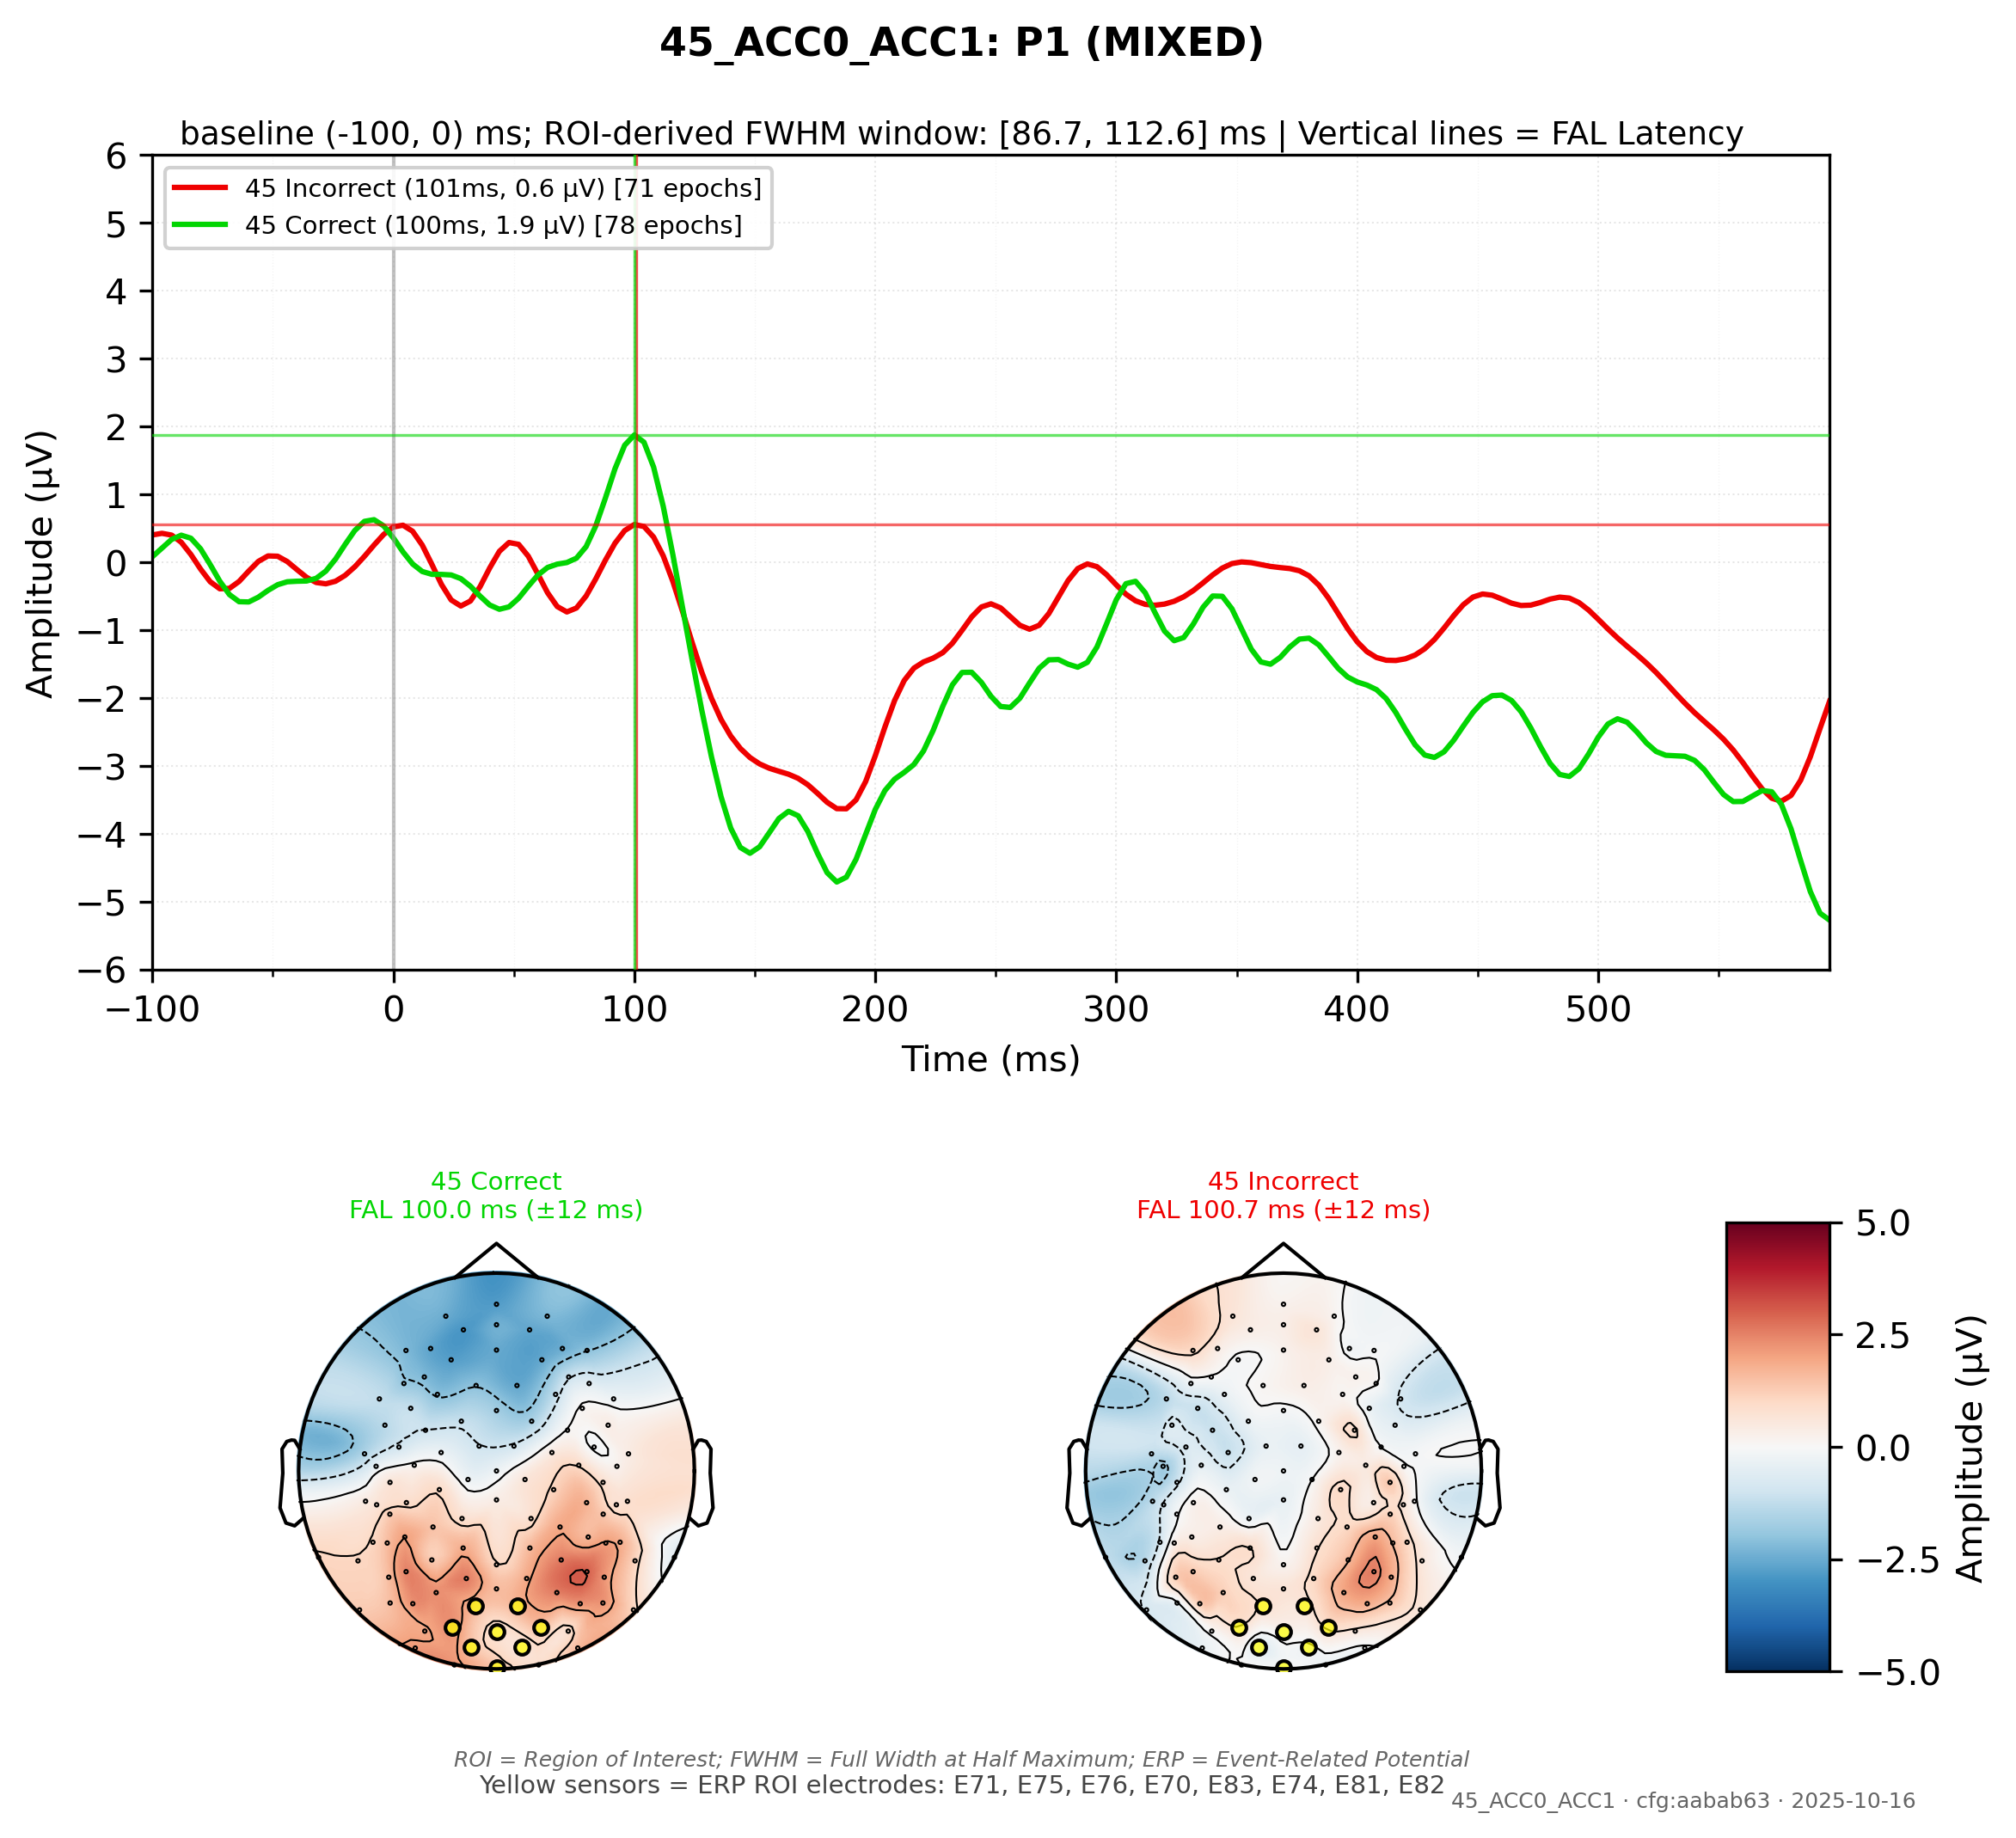 45_ACC0_ACC1: P1 (MIXED)
baseline (-100, 0) ms; ROI-derived FWHM window: [86.7, 112.6] ms | Vertical lines = FAL Latency
45 Incorrect (101ms, 0.6 µV) [71 epochs]
45 Correct (100ms, 1.9 µV) [78 epochs]
6
5
4
3
2
1
0
−1
−2
−3
−4
−5
−6
Amplitude (µV)
−100
0
100
200
300
400
500
Time (ms)
45 Correct
FAL 100.0 ms (±12 ms)
45 Incorrect
FAL 100.7 ms (±12 ms)
5.0
2.5
0.0
−2.5
−5.0
Amplitude (µV)
ROI = Region of Interest; FWHM = Full Width at Half Maximum; ERP = Event-Related Potential
Yellow sensors = ERP ROI electrodes: E71, E75, E76, E70, E83, E74, E81, E82
45_ACC0_ACC1 · cfg:aabab63 · 2025-10-16